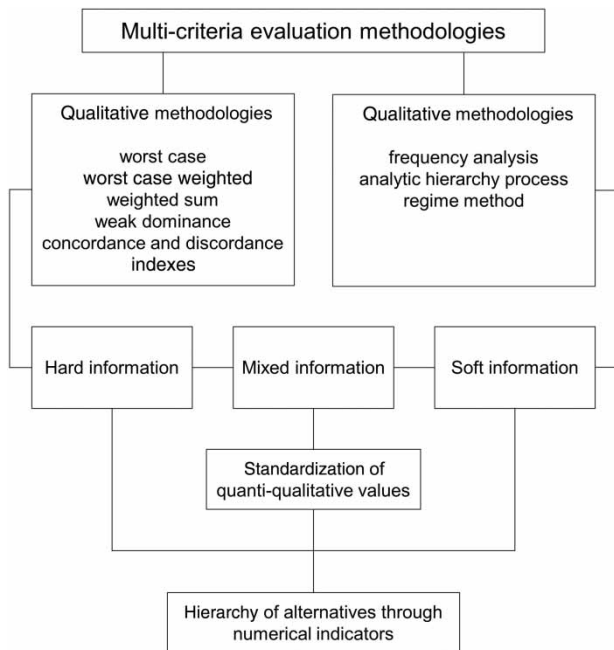 Multi-criteria evaluation methodologies
Qualitative methodologies
worst case
worst case weighted
weighted sum
weak dominance
concordance and discordance
indexes
Qualitative methodologies
frequency analysis
analytic hierarchy process
regime method
Hard information
Mixed information
Soft information
Standardization of
quanti-qualitative values
Hierarchy of alternatives through
numerical indicators